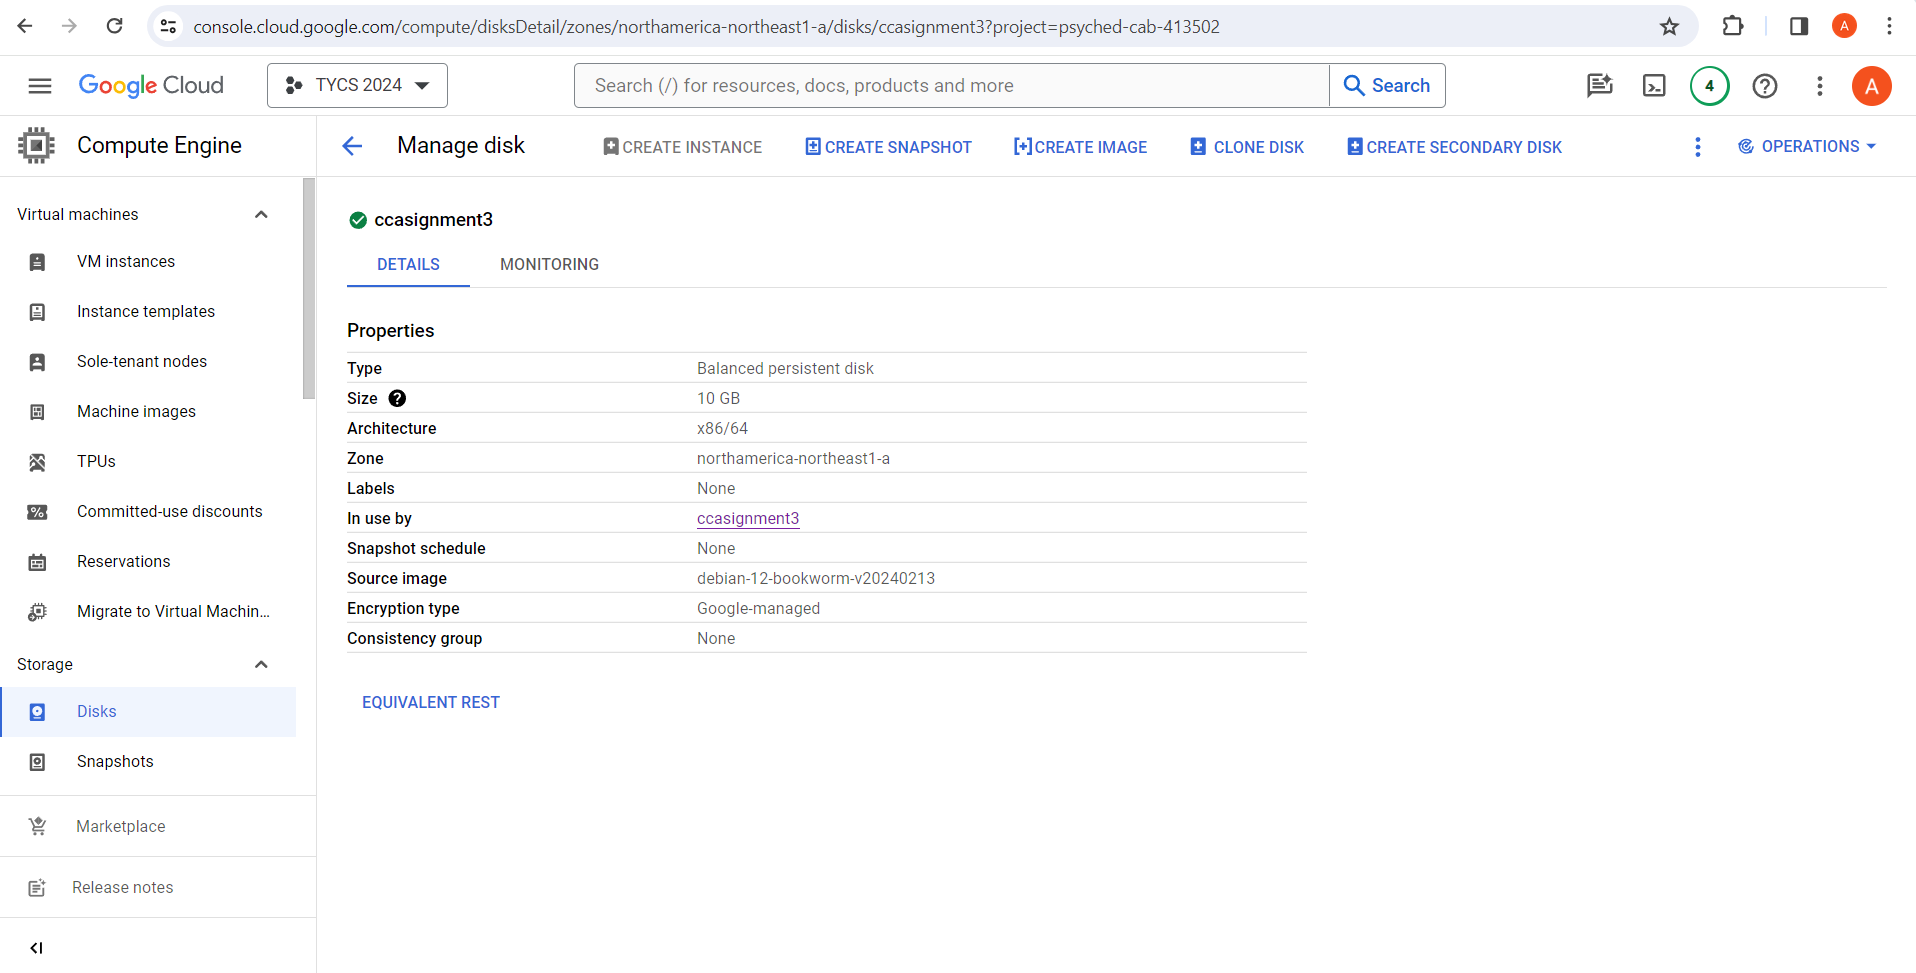 console.cloud.google.com/compute/disksDetail/zones/northamerica-northeast1-a/disks/ccasignment3?project=psyched-cab-413502
A
Google Cloud
TYCS 2024
Search (/) for resources, docs, products and more
Search
4
A
Compute Engine
Manage disk
CREATE INSTANCE
CREATE SNAPSHOT
CREATE IMAGE
CLONE DISK
CREATE SECONDARY DISK
OPERATIONS
Virtual machines
VM instances
Instance templates
Sole-tenant nodes
Machine images
TPUs
Committed-use discounts
Reservations
Migrate to Virtual Machin...
Storage
Disks
Snapshots
Marketplace
Release notes
ccasignment3
DETAILS
MONITORING
Properties
Type Balanced persistent disk
Size 10 GB
Architecture x86/64
Zone northamerica-northeast1-a
Labels None
In use by ccasignment3
Snapshot schedule None
Source image debian-12-bookworm-v20240213
Encryption type Google-managed
Consistency group None
EQUIVALENT REST